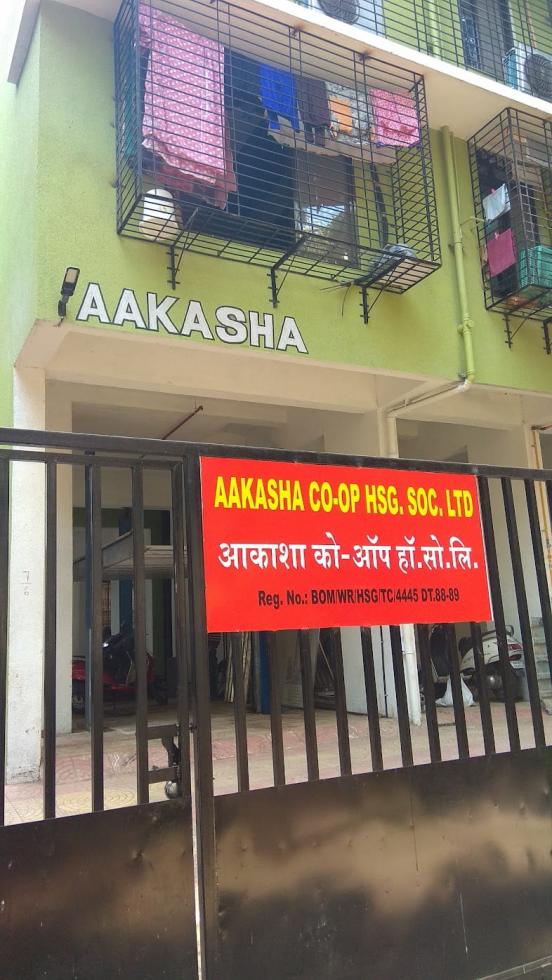 AAKASHA
AAKASHA CO-OP HSG. SOC. LTD
आकाशा को-ऑप हॉ.सो.लि.
Reg. No.: BOM/WR/HSG/TC/4445 DT.88-89